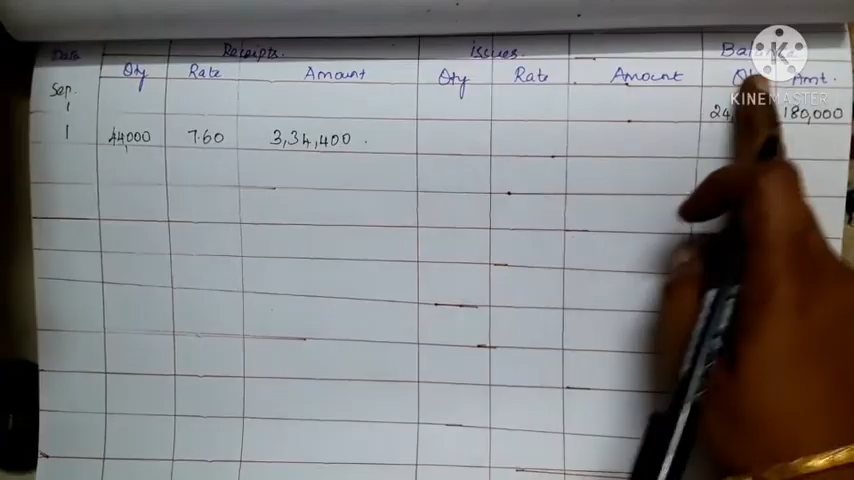 Date Receipts. Issues.
Qty Rate Amount Qty Rate Amount Amt.
KINEMASTER
Sep.
1 180,000
1 44000 7.60 3,34,400.